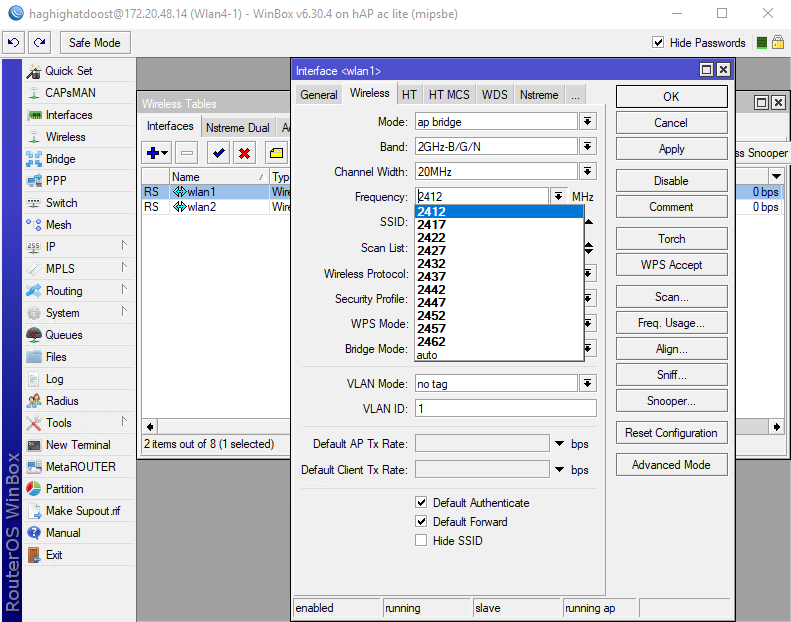 haghighatdoost@172.20.48.14 (Wlan4-1) - WinBox v6.30.4 on hAP ac lite (mipsbe)
Safe Mode
Hide Passwords
Quick Set
CAPsMAN
Interfaces
Wireless
Bridge
PPP
Switch
Mesh
IP
MPLS
Routing
System
Queues
Files
Log
Radius
Tools
New Terminal
MetaROUTER
Partition
Make Supout.rif
Manual
Exit
RouterOS WinBox
Wireless Tables
Interfaces
Nstreme Dual
ss Snooper
Name
Typ
RS wlan1 Wire 0 bps
RS wlan2 Wire 0 bps
2 items out of 8 (1 selected)
Interface <wlan1>
General
Wireless
HT
HT MCS
WDS
Nstreme
...
Mode: ap bridge
Band: 2GHz-B/G/N
Channel Width: 20MHz
Frequency: 2412 MHz
2412
2417
2422
2427
2432
2437
2442
2447
2452
2457
2462
auto
SSID:
Scan List:
Wireless Protocol:
Security Profile:
WPS Mode:
Bridge Mode:
VLAN Mode: no tag
VLAN ID: 1
Default AP Tx Rate: bps
Default Client Tx Rate: bps
Default Authenticate
Default Forward
Hide SSID
OK
Cancel
Apply
Disable
Comment
Torch
WPS Accept
Scan...
Freq. Usage...
Align...
Sniff...
Snooper...
Reset Configuration
Advanced Mode
enabled
running
slave
running ap